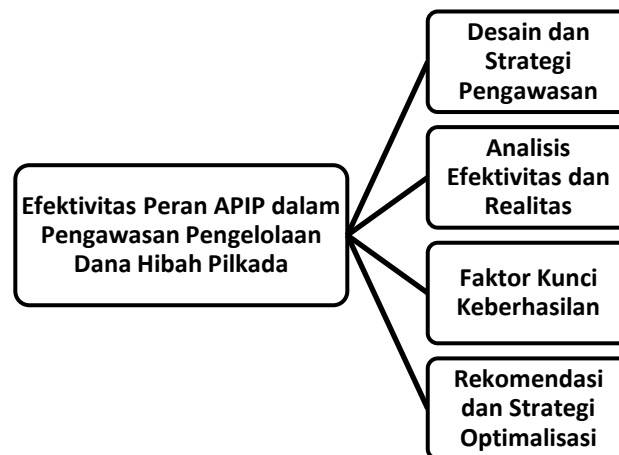 Desain dan
Strategi
Pengawasan
Analisis
Efektivitas dan
Realitas
Efektivitas Peran APIP dalam
Pengawasan Pengelolaan
Dana Hibah Pilkada
Faktor Kunci
Keberhasilan
Rekomendasi
dan Strategi
Optimalisasi